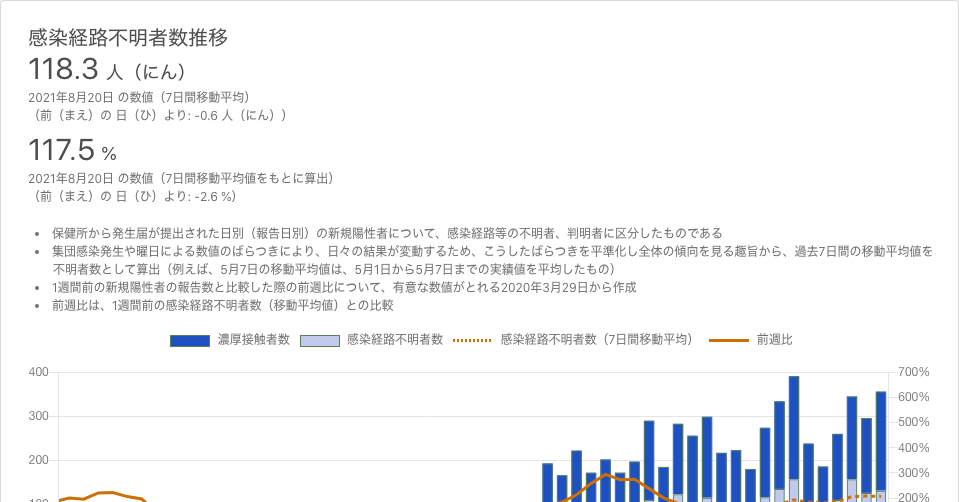 感染経路不明者数推移
118.3 人（にん）
2021年8月20日 の数値（7日間移動平均）
（前（まえ）の 日（ひ）より: -0.6 人（にん））
117.5 %
2021年8月20日 の数値（7日間移動平均値をもとに算出）
（前（まえ）の 日（ひ）より: -2.6 %）
• 保健所から発生届が提出された日別（報告日別）の新規陽性者について、感染経路等の不明者、判明者に区分したものである
• 集団感染発生や曜日による数値のばらつきにより、日々の結果が変動するため、こうしたばらつきを平準化し全体の傾向を見る趣旨から、過去7日間の移動平均値を
不明者数として算出（例えば、5月7日の移動平均値は、5月1日から5月7日までの実績値を平均したもの）
• 1週間前の新規陽性者の報告数と比較した際の前週比について、有意な数値がとれる2020年3月29日から作成
• 前週比は、1週間前の感染経路不明者数（移動平均値）との比較
濃厚接触者数 感染経路不明者数 感染経路不明者数（7日間移動平均） 前週比
400 700%
600%
300 500%
400%
200 300%
100 200%